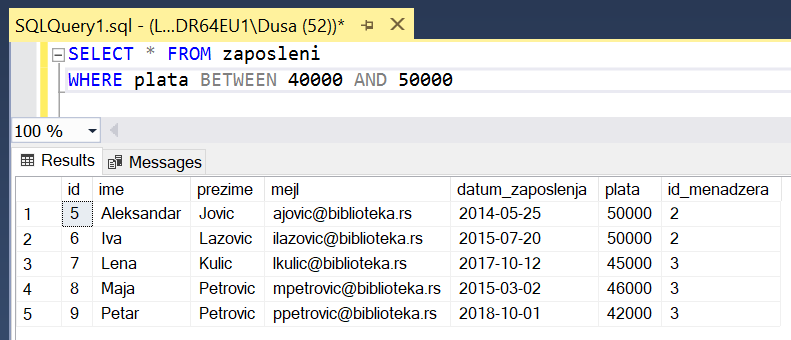 SQLQuery1.sql - (L...DR64EU1\Dusa (52))*
SELECT * FROM zaposleni
WHERE plata BETWEEN 40000 AND 50000
100 %
Results Messages
id ime prezime mejl datum_zaposlenja plata id_menadzera
1 5 Aleksandar Jovic ajovic@biblioteka.rs 2014-05-25 50000 2
2 6 Iva Lazovic ilazovic@biblioteka.rs 2015-07-20 50000 2
3 7 Lena Kulic lkulic@biblioteka.rs 2017-10-12 45000 3
4 8 Maja Petrovic mpetrovic@biblioteka.rs 2015-03-02 46000 3
5 9 Petar Petrovic ppetrovic@biblioteka.rs 2018-10-01 42000 3